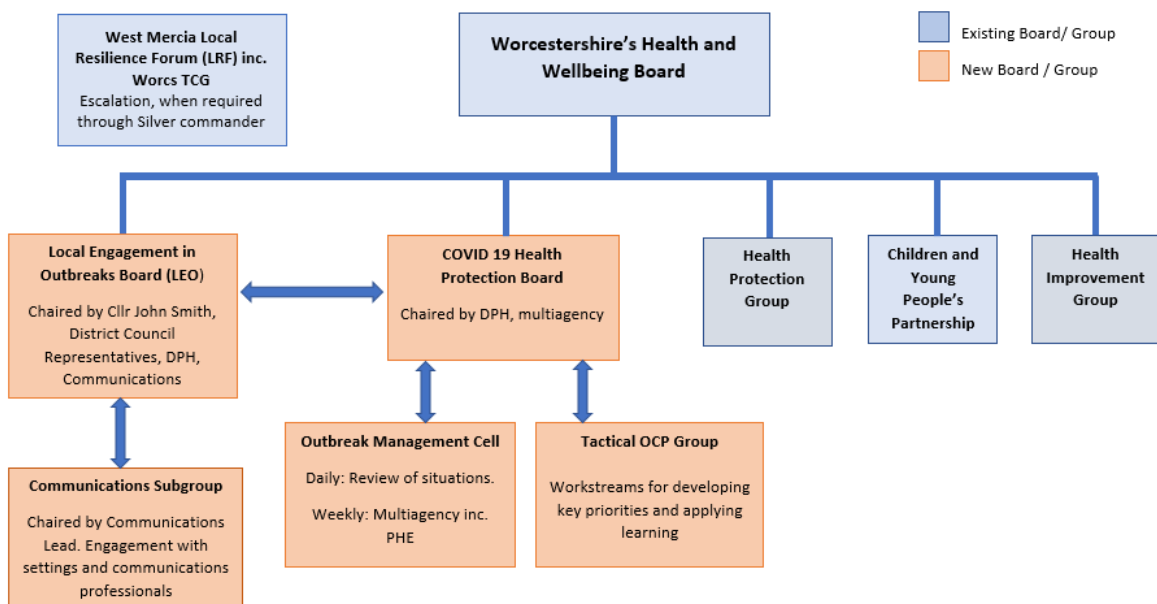 West Mercia Local
Resilience Forum (LRF) inc.
Worcs TCG
Escalation, when required
through Silver commander
Worcestershire's Health and
Wellbeing Board
Existing Board/ Group
New Board / Group
Local Engagement in
Outbreaks Board (LEO)
Chaired by Cllr John Smith,
District Council
Representatives, DPH,
Communications
COVID 19 Health
Protection Board
Chaired by DPH, multiagency
Health
Protection
Group
Children and
Young
People's
Partnership
Health
Improvement
Group
Communications Subgroup
Chaired by Communications
Lead. Engagement with
settings and communications
professionals
Outbreak Management Cell
Daily: Review of situations.
Weekly: Multiagency inc.
PHE
Tactical OCP Group
Workstreams for developing
key priorities and applying
learning